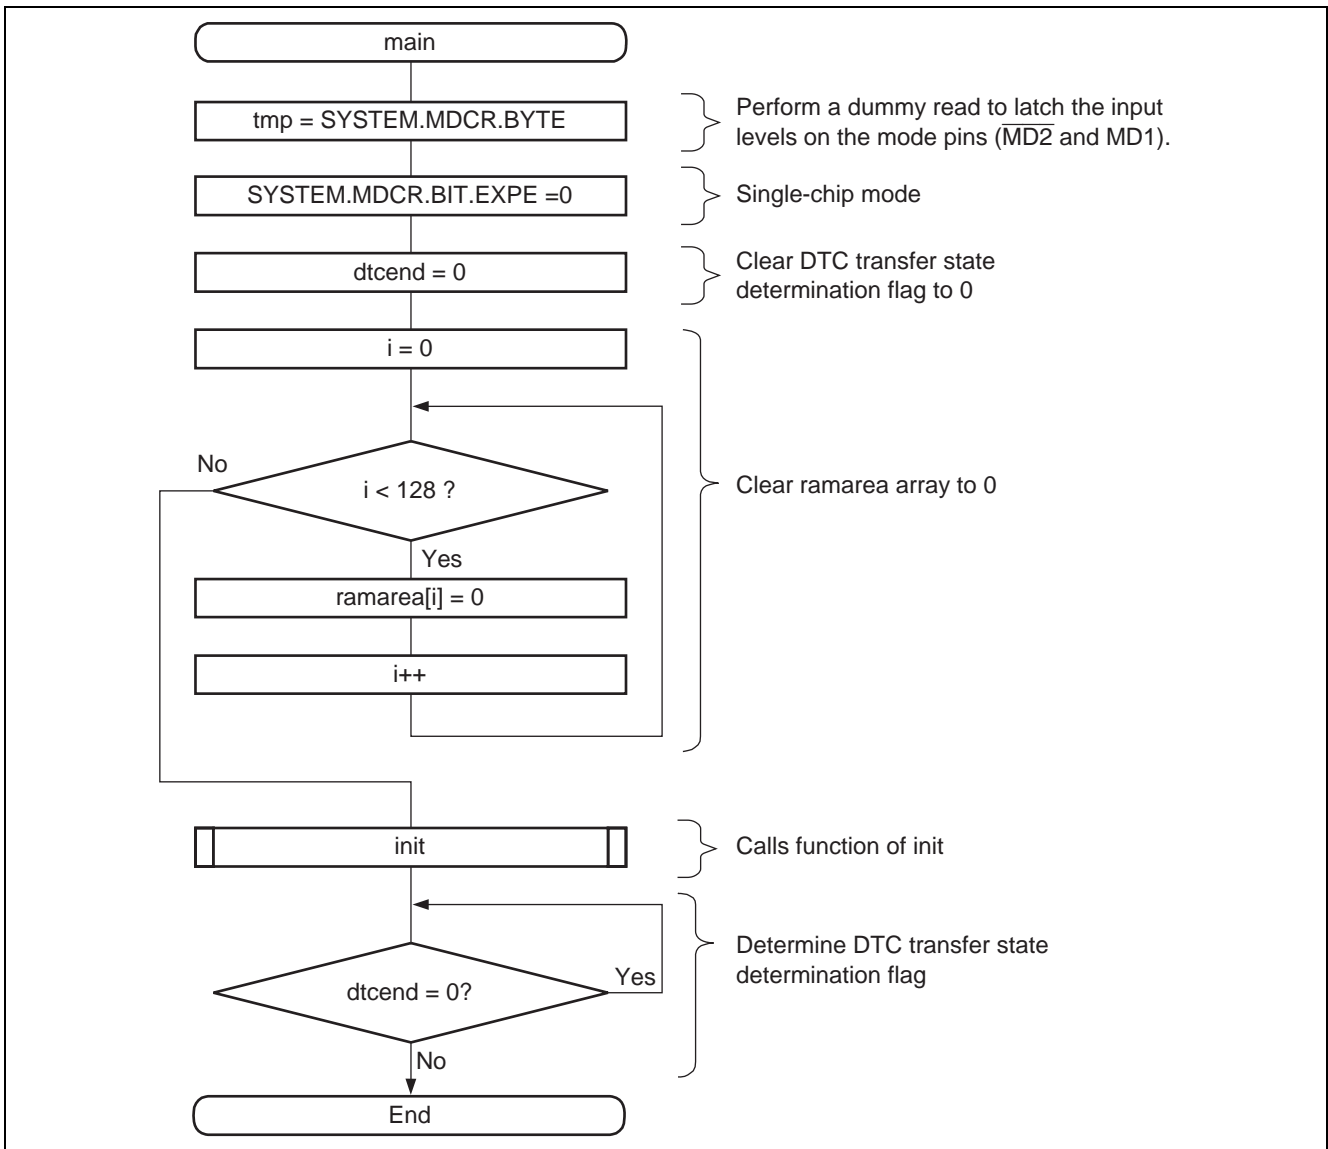 main
tmp = SYSTEM.MDCR.BYTE
Perform a dummy read to latch the input
levels on the mode pins (M̅D̅2̅ and MD1).
SYSTEM.MDCR.BIT.EXPE =0
Single-chip mode
dtcend = 0
Clear DTC transfer state
determination flag to 0
i = 0
No
i < 128 ?
Clear ramarea array to 0
Yes
ramarea[i] = 0
i++
init
Calls function of init
Determine DTC transfer state
determination flag
Yes
dtcend = 0?
No
End